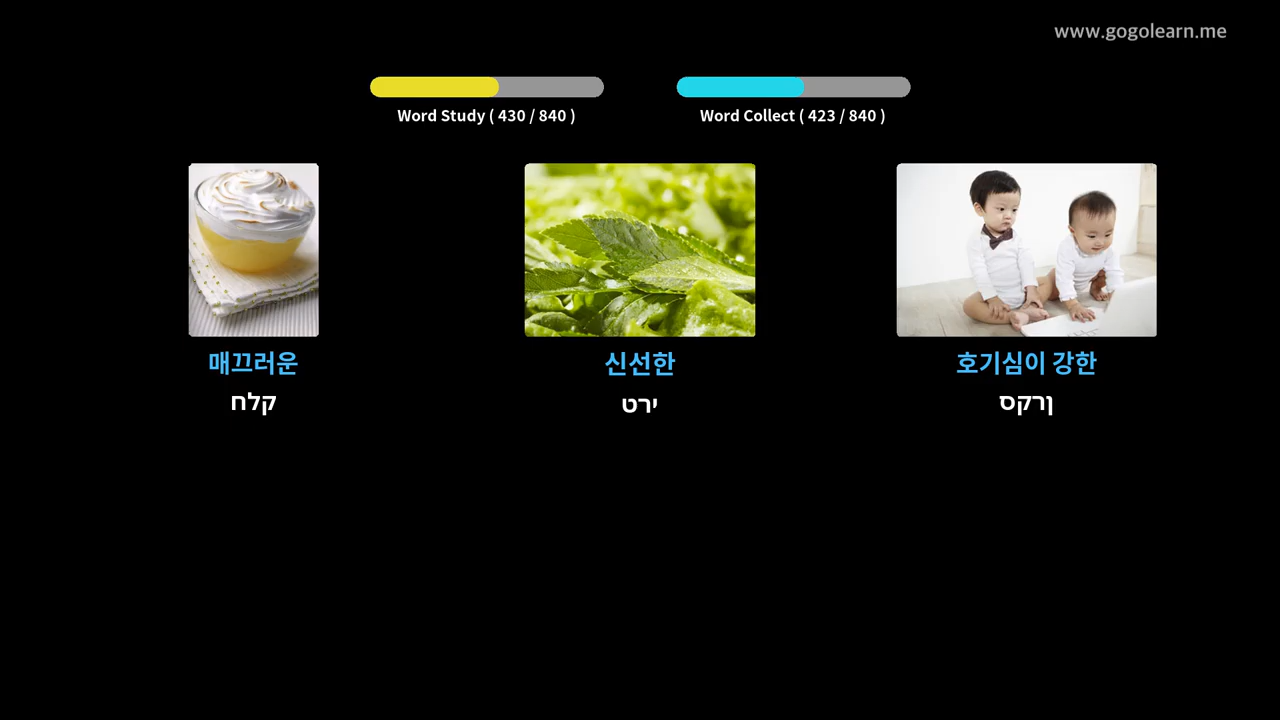 www.gogolearn.me
Word Study ( 430 / 840 )
Word Collect ( 423 / 840 )
매끄러운
קלח
신선한
ירט
호기심이 강한
ןרקס